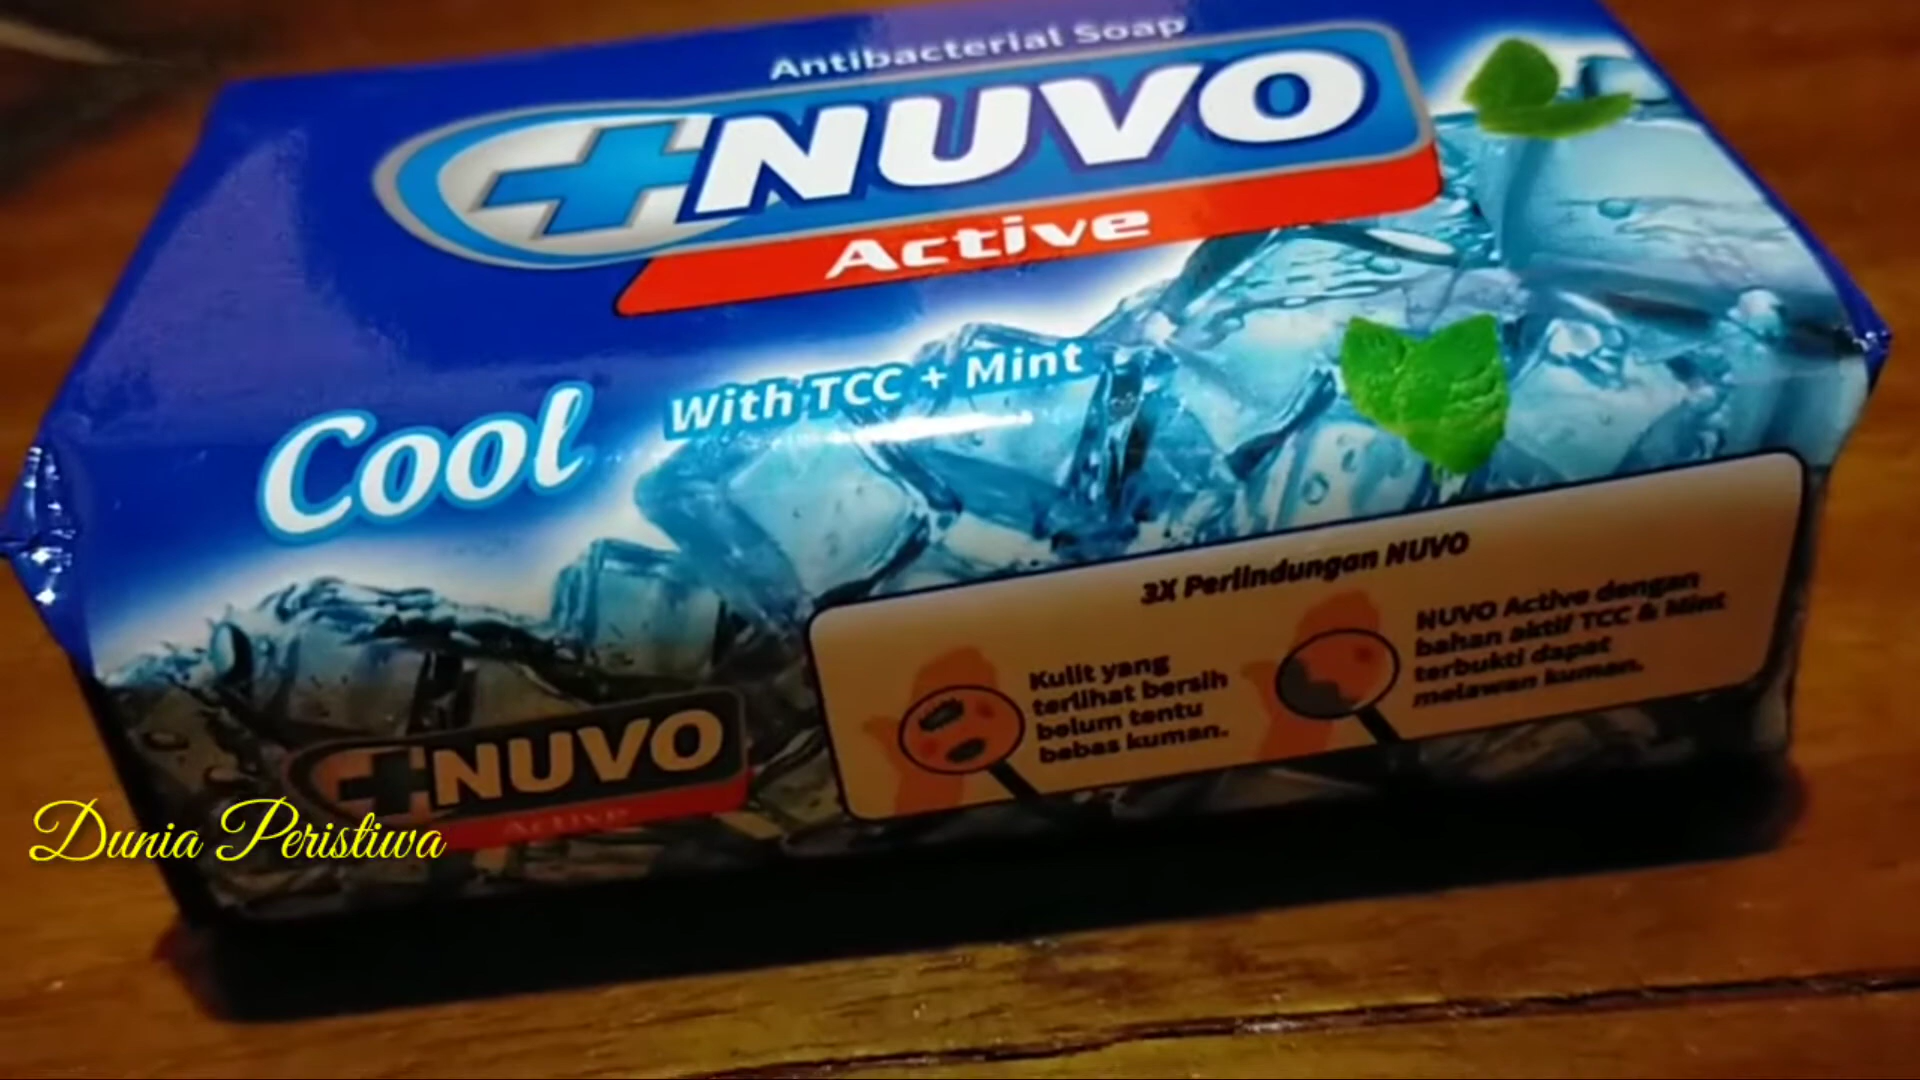 Antibacterial Soap
NUVO
Active
Cool
With TCC + Mint
3X Perlindungan NUVO
Kulit yang
terlihat bersih
belum tentu
bebas kuman.
NUVO Active dengan
bahan aktif TCC & Mint
terbukti dapat
melawan kuman.
NUVO
Active
Dunia Peristiwa